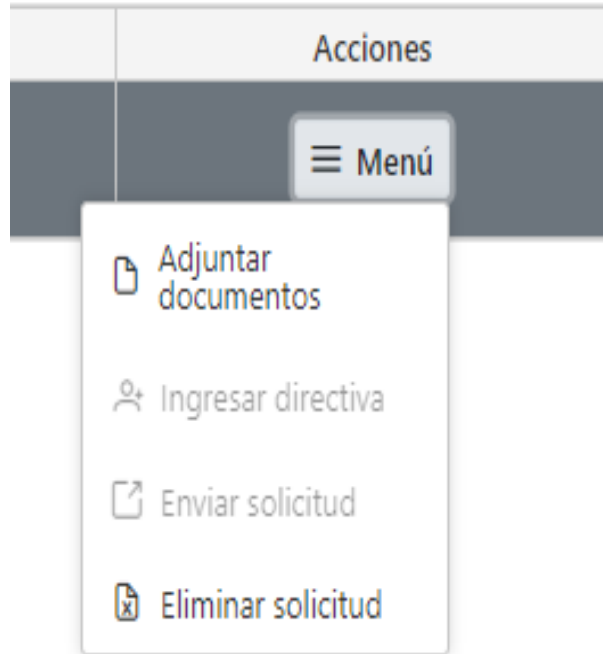 Acciones
Menú
Adjuntar
documentos
Ingresar directiva
Enviar solicitud
Eliminar solicitud